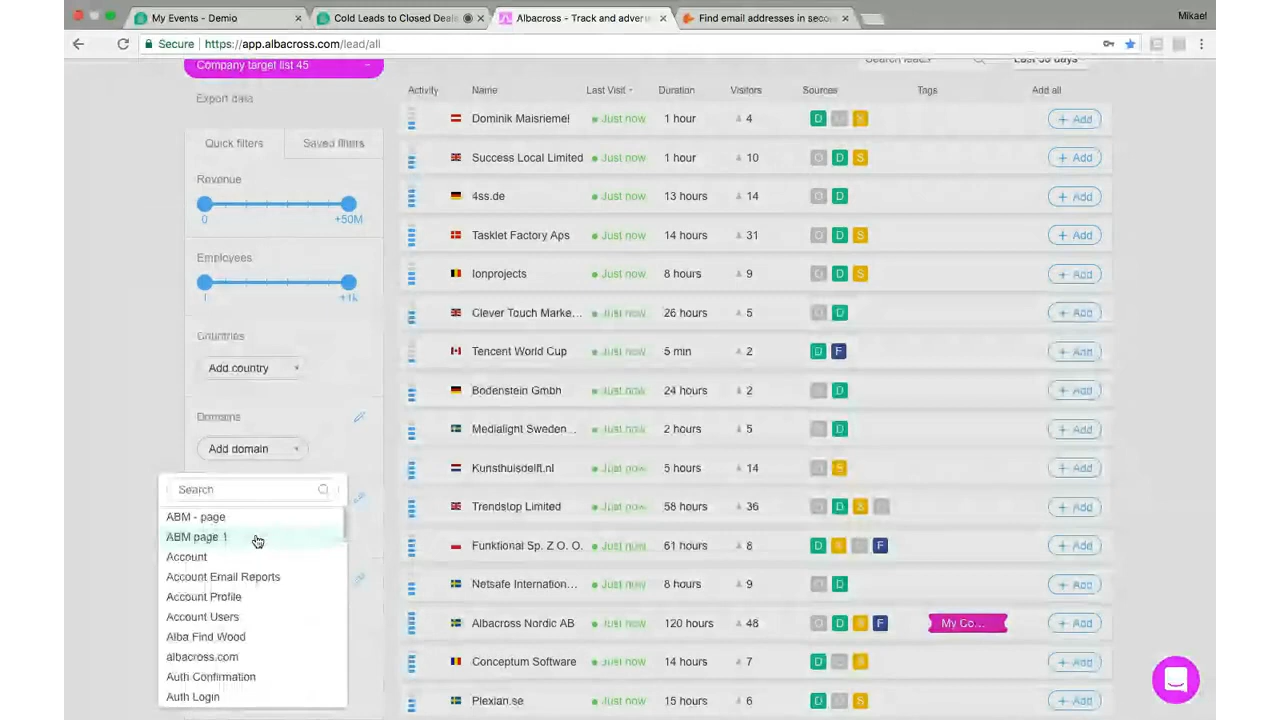 My Events - Demio
Cold Leads to Closed Deals
Albacross - Track and adver
Find email addresses in seco
Mikael
Secure
https://app.albacross.com/lead/all
Company target list 45
Search leads
Last 35 days
Export data
Activity Name Last Visit Duration Visitors Sources Tags Add all
Quick filters
Saved filters
Revenue
0
+50M
Employees
1
+1k
Countries
Add country
Domains
Add domain
Search
ABM - page
ABM page 1
Account
Account Email Reports
Account Profile
Account Users
Alba Find Wood
albacross.com
Auth Confirmation
Auth Login
Dominik Maisriemel Just now 1 hour 4 D S + Add
Success Local Limited Just now 1 hour 10 O D S + Add
4ss.de Just now 13 hours 14 O D + Add
Tasklet Factory Aps Just now 14 hours 31 O D S + Add
Ionprojects Just now 8 hours 9 O D S + Add
Clever Touch Marke... Just now 26 hours 5 O D + Add
Tencent World Cup Just now 5 min 2 D F + Add
Bodenstein Gmbh Just now 24 hours 2 O D + Add
Medialight Sweden... Just now 2 hours 5 O D + Add
Kunsthuisdelft.nl Just now 5 hours 14 O S + Add
Trendstop Limited Just now 58 hours 36 O D S + Add
Funktional Sp. Z O. O. Just now 61 hours 8 D S O F + Add
Netsafe Internation... Just now 8 hours 9 O D + Add
Albacross Nordic AB Just now 120 hours 48 O D S F My Co... + Add
Conceptum Software Just now 14 hours 7 D O S + Add
Plexian.se Just now 15 hours 6 D O S + Add